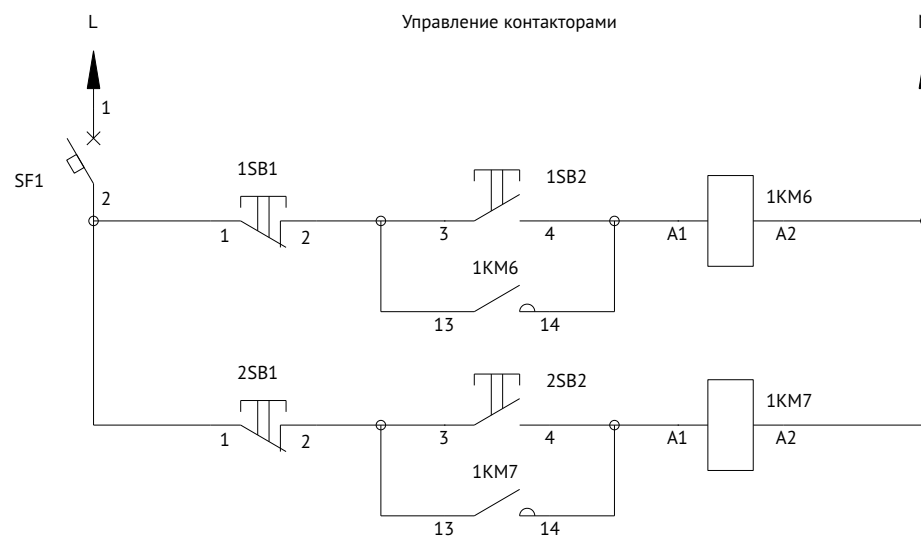 L
Управление контакторами
1
SF1
2
1SB1
1SB2
1KM6
1
2
3
4
A1
A2
1KM6
13
14
2SB1
2SB2
1KM7
1
2
3
4
A1
A2
1KM7
13
14